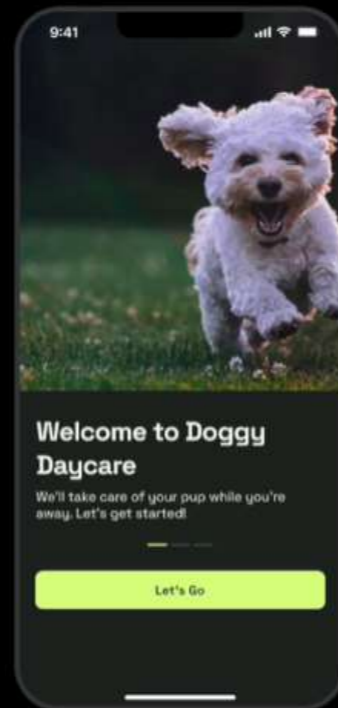 9:41
Welcome to Doggy
Daycare
We'll take care of your pup while you're
away. Let's get started!
Let's Go